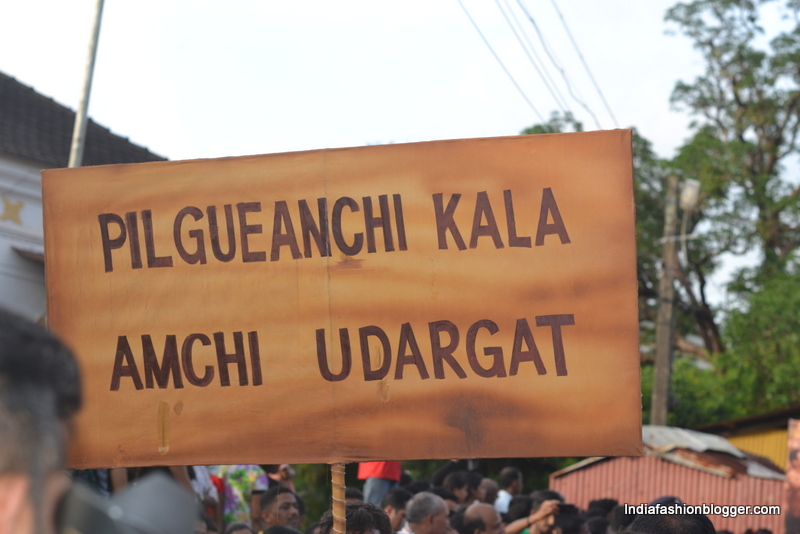 PILGUEANCHI KALA
AMCHI UDARGAT
Indiafashionblogger.com